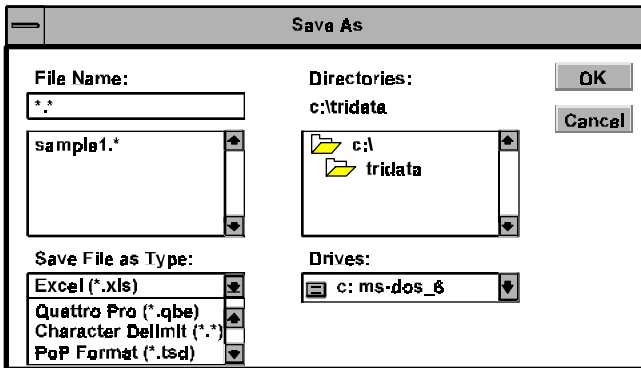 Save As
File Name:
*.*
sample1.*
Save File as Type:
Excel (*.xls)
Quattro Pro (*.qbe)
Character Delimit (*.*)
PoP Format (*.tsd)
Directories:
c:\tridata
c:\
tridata
Drives:
c: ms-dos_6
OK
Cancel